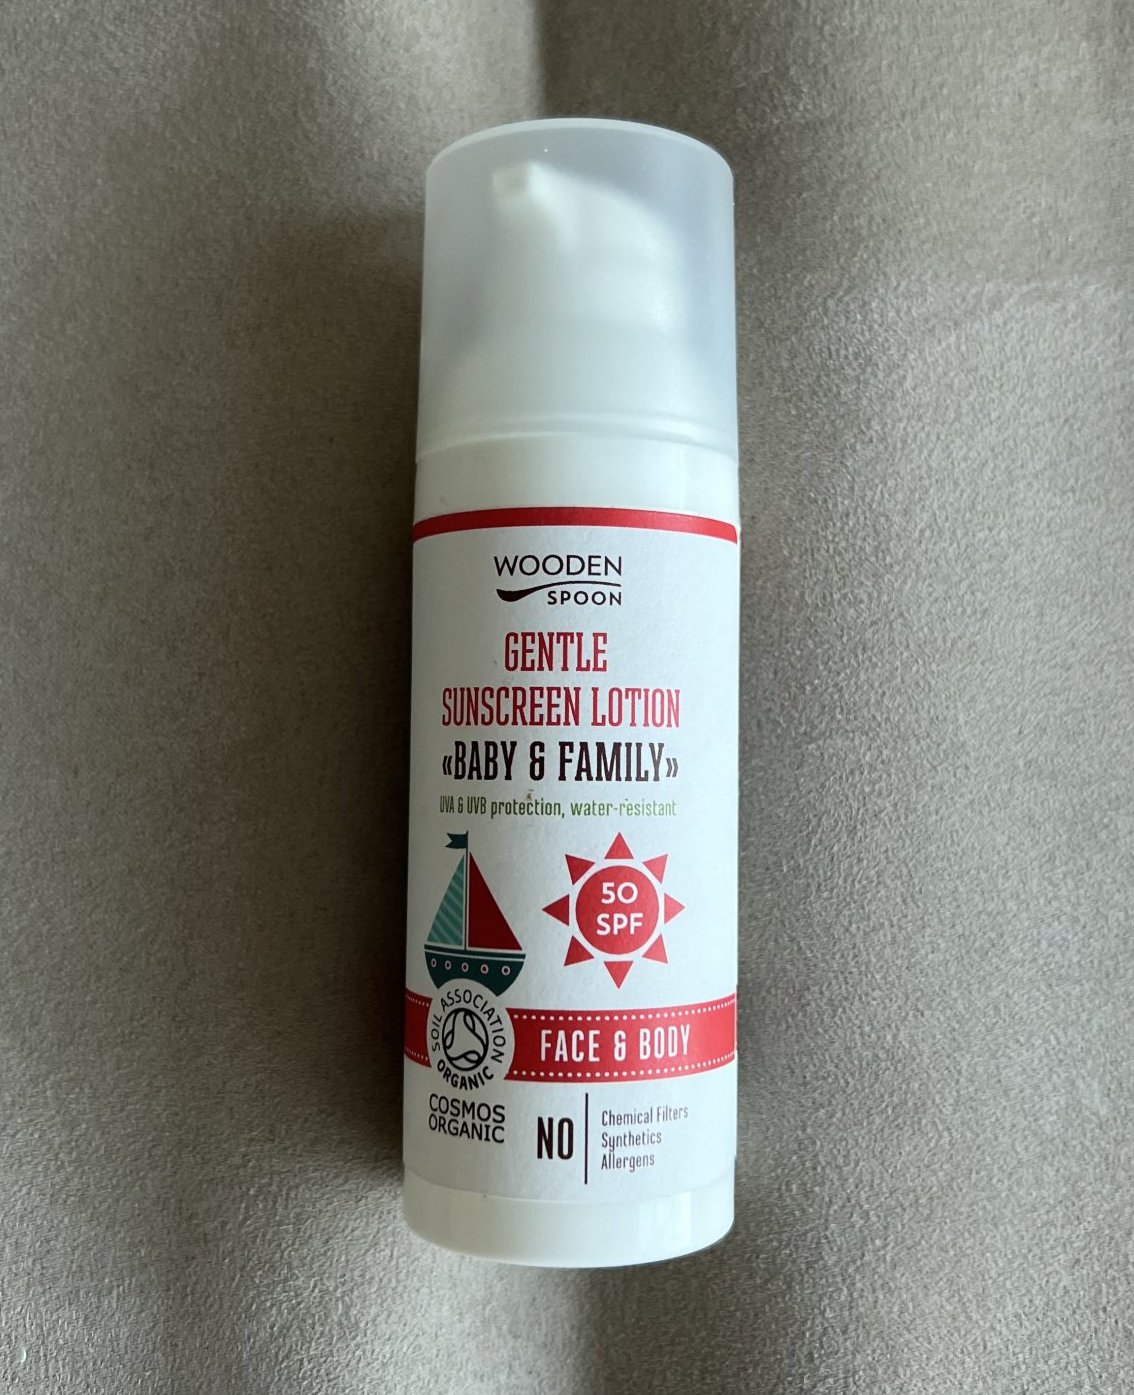 WOODEN
SPOON
GENTLE
SUNSCREEN LOTION
«BABY & FAMILY»
UVA & UVB protection, water-resistant
50
SPF
SOIL ASSOCIATION
ORGANIC
FACE & BODY
COSMOS
ORGANIC
NO
Chemical Filters
Synthetics
Allergens